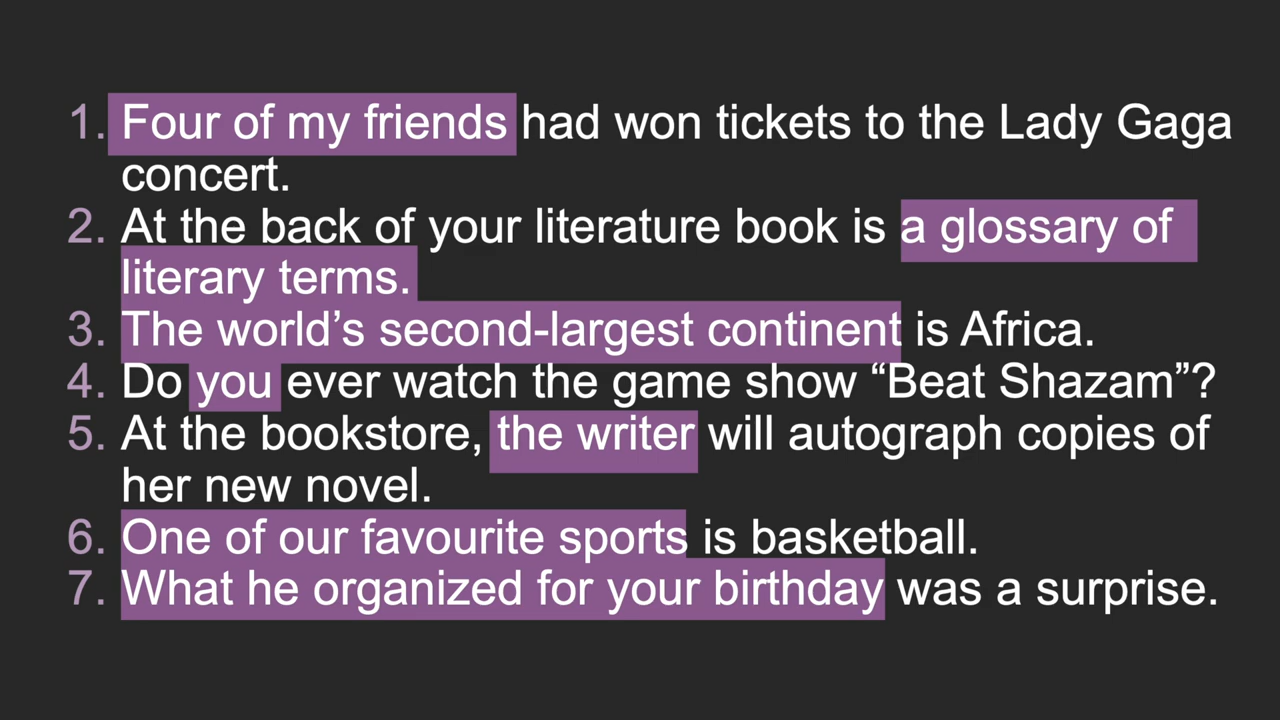 1. Four of my friends had won tickets to the Lady Gaga
concert.
2. At the back of your literature book is a glossary of
literary terms.
3. The world’s second-largest continent is Africa.
4. Do you ever watch the game show “Beat Shazam”?
5. At the bookstore, the writer will autograph copies of
her new novel.
6. One of our favourite sports is basketball.
7. What he organized for your birthday was a surprise.